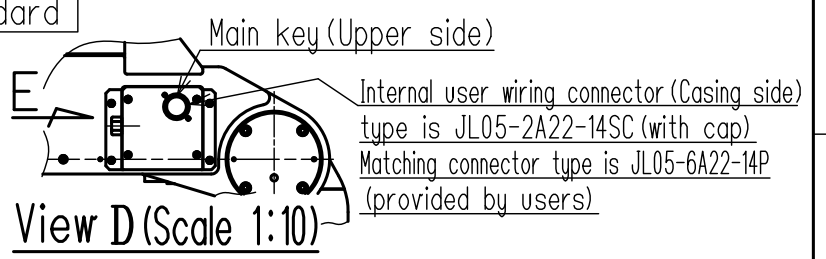 Main key(Upper side)
E
Internal user wiring connector(Casing side)
type is JL05-2A22-14SC(with cap)
Matching connector type is JL05-6A22-14P
(provided by users)
View D(Scale 1:10)